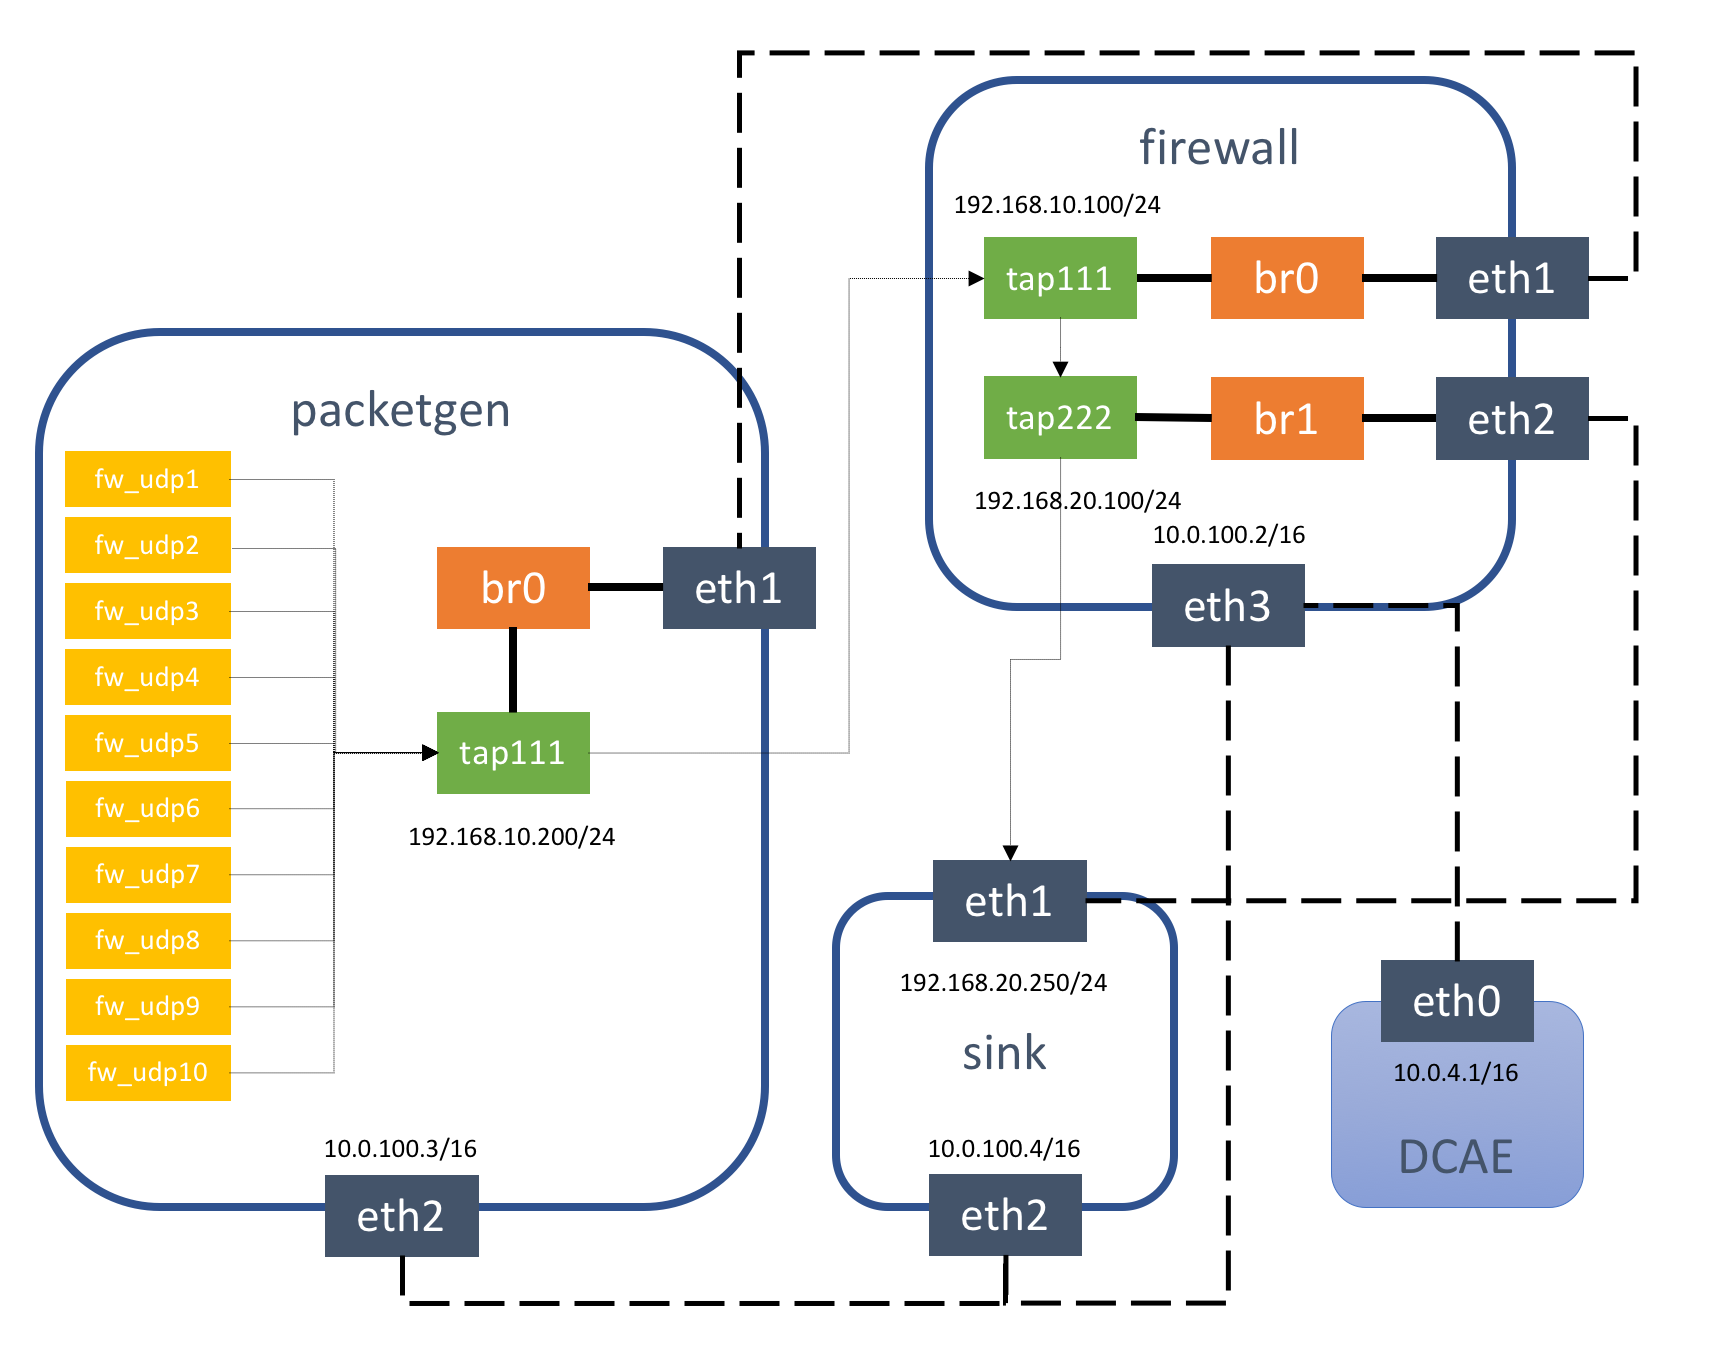 firewall
192.168.10.100/24
tap111
br0
eth1
tap222
br1
eth2
192.168.20.100/24
10.0.100.2/16
eth3
packetgen
fw_udp1
fw_udp2
fw_udp3
fw_udp4
fw_udp5
fw_udp6
fw_udp7
fw_udp8
fw_udp9
fw_udp10
br0
eth1
tap111
192.168.10.200/24
10.0.100.3/16
eth2
eth1
192.168.20.250/24
sink
10.0.100.4/16
eth2
eth0
10.0.4.1/16
DCAE